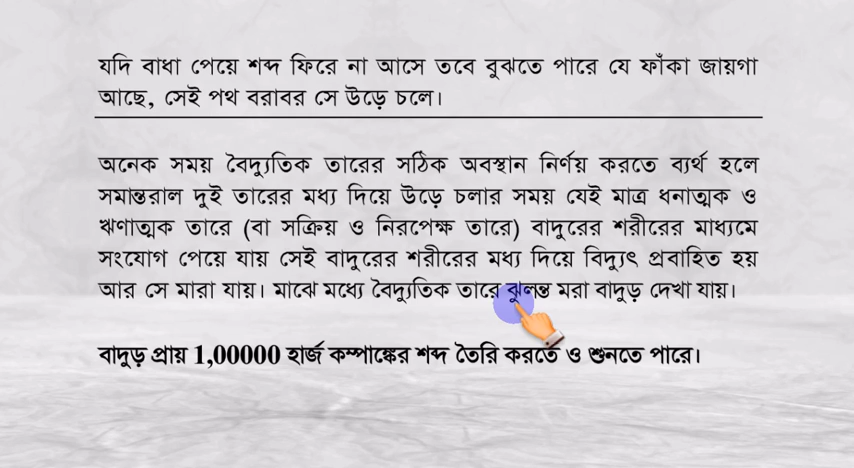 যদি বাধা পেয়ে শব্দ ফিরে না আসে তবে বুঝতে পারে যে ফাঁকা জায়গা
আছে, সেই পথ বরাবর সে উড়ে চলে।
অনেক সময় বৈদ্যুতিক তারের সঠিক অবস্থান নির্ণয় করতে ব্যর্থ হলে
সমান্তরাল দুই তারের মধ্য দিয়ে উড়ে চলার সময় যেই মাত্র ধনাত্মক ও
ঋণাত্মক তারে (বা সক্রিয় ও নিরপেক্ষ তারে) বাদুরের শরীরের মাধ্যমে
সংযোগ পেয়ে যায় সেই বাদুরের শরীরের মধ্য দিয়ে বিদ্যুৎ প্রবাহিত হয়
আর সে মারা যায়। মাঝে মধ্যে বৈদ্যুতিক তারে ঝুলন্ত মরা বাদুড় দেখা যায়।
বাদুড় প্রায় 1,00000 হার্জ কম্পাঙ্কের শব্দ তৈরি করতে ও শুনতে পারে।